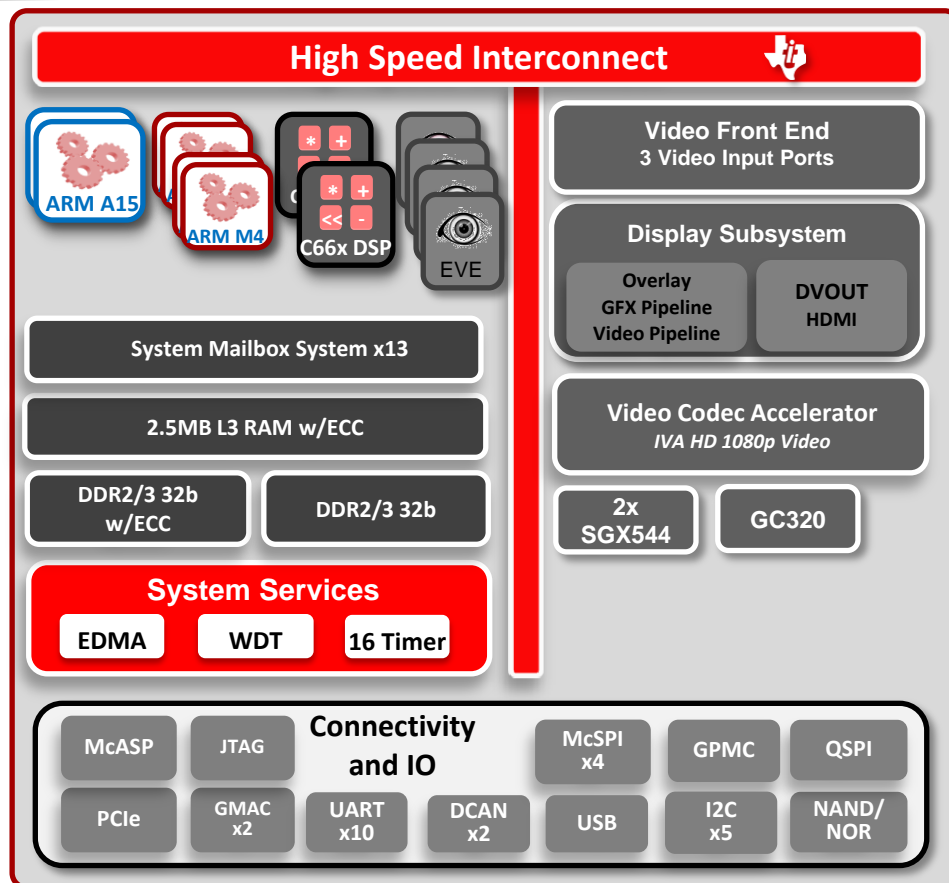 High Speed Interconnect
ARM A15
ARM M4
* +
* +
<< -
C66x DSP
EVE
Video Front End
3 Video Input Ports
Display Subsystem
Overlay
GFX Pipeline
Video Pipeline
DVOUT
HDMI
System Mailbox System x13
2.5MB L3 RAM w/ECC
DDR2/3 32b
w/ECC
DDR2/3 32b
Video Codec Accelerator
IVA HD 1080p Video
2x
SGX544
GC320
System Services
EDMA
WDT
16 Timer
Connectivity
and IO
McASP
JTAG
McSPI
x4
GPMC
QSPI
PCIe
GMAC
x2
UART
x10
DCAN
x2
USB
I2C
x5
NAND/
NOR